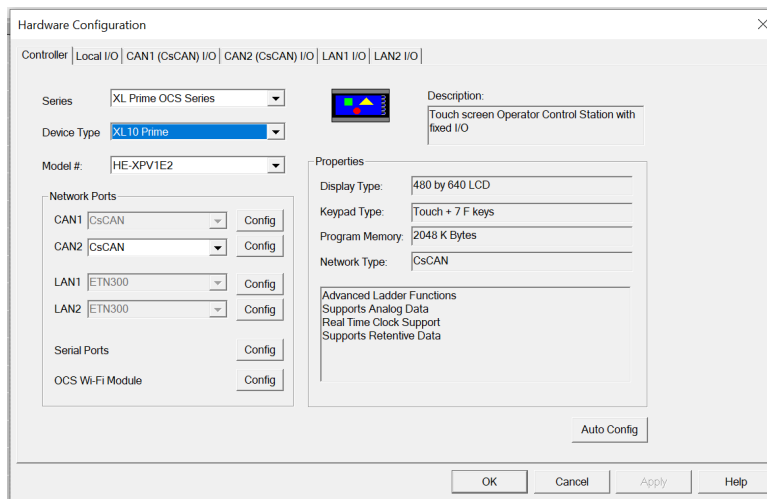 Hardware Configuration
Controller Local I/O CAN1 (CsCAN) I/O CAN2 (CsCAN) I/O LAN1 I/O LAN2 I/O
Series XL Prime OCS Series
Device Type XL10 Prime
Model #: HE-XPV1E2
Network Ports
CAN1 CsCAN Config
CAN2 CsCAN Config
LAN1 ETN300 Config
LAN2 ETN300 Config
Serial Ports Config
OCS Wi-Fi Module Config
Description:
Touch screen Operator Control Station with
fixed I/O
Properties
Display Type: 480 by 640 LCD
Keypad Type: Touch + 7 F keys
Program Memory: 2048 K Bytes
Network Type: CsCAN
Advanced Ladder Functions
Supports Analog Data
Real Time Clock Support
Supports Retentive Data
Auto Config
OK Cancel Apply Help